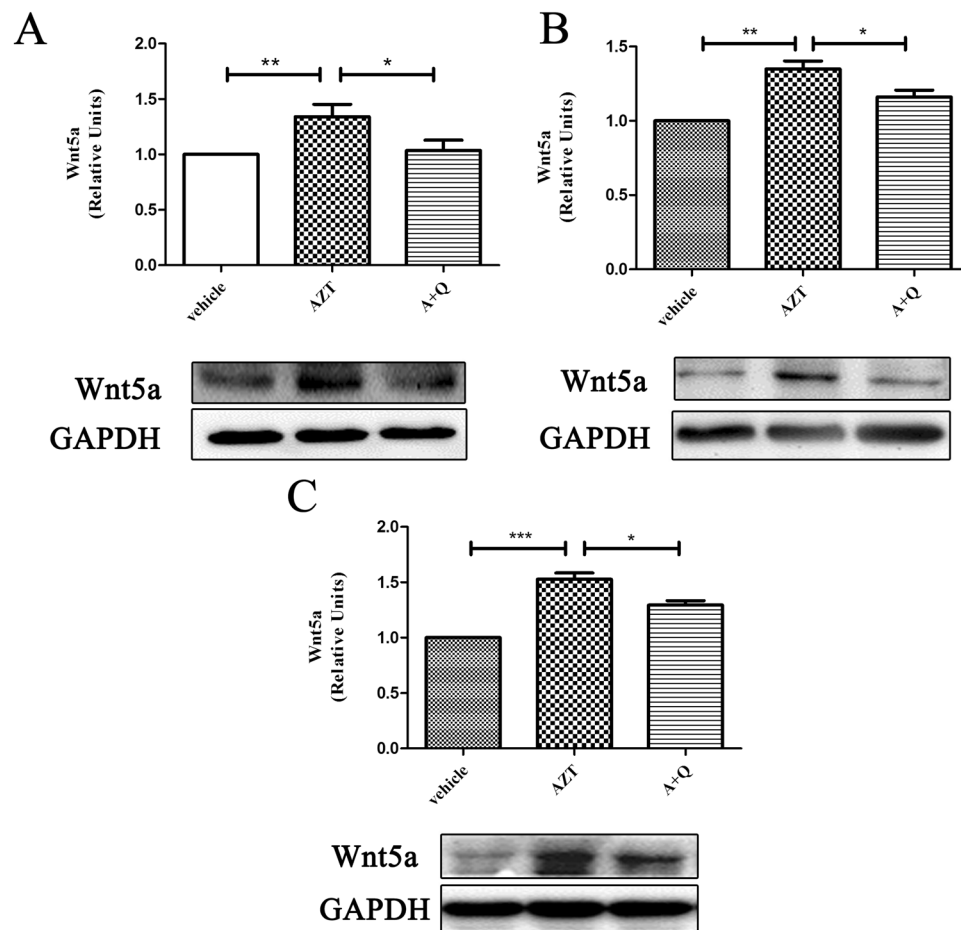 A
Wnt5a
(Relative Units)
2.0
1.5
1.0
0.5
0.0
**
*
vehicle
AZT
A+Q
Wnt5a
GAPDH
B
Wnt5a
(Relative Units)
1.5
1.0
0.5
0.0
**
*
vehicle
AZT
A+Q
Wnt5a
GAPDH
C
Wnt5a
(Relative Units)
2.0
1.5
1.0
0.5
0.0
***
*
vehicle
AZT
A+Q
Wnt5a
GAPDH